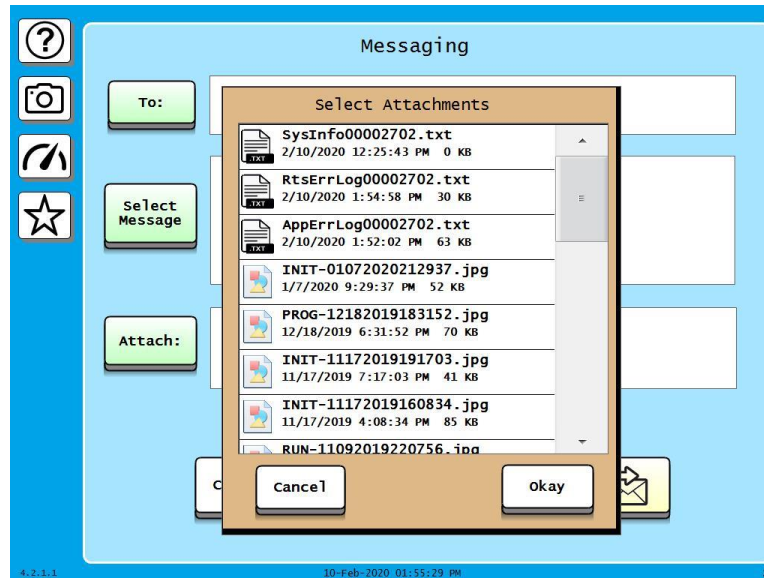 Messaging
To:
Select Attachments
SysInfo00002702.txt
2/10/2020 12:25:43 PM 0 KB
.TXT
RtsErrLog00002702.txt
2/10/2020 1:54:58 PM 30 KB
.TXT
Select
Message
AppErrLog00002702.txt
2/10/2020 1:52:02 PM 63 KB
.TXT
INIT-01072020212937.jpg
1/7/2020 9:29:37 PM 52 KB
PROG-12182019183152.jpg
12/18/2019 6:31:52 PM 70 KB
Attach:
INIT-11172019191703.jpg
11/17/2019 7:17:03 PM 41 KB
INIT-11172019160834.jpg
11/17/2019 4:08:34 PM 85 KB
RUN-11092019220756.jpg
Cancel
Okay
4.2.1.1
10-Feb-2020 01:55:29 PM